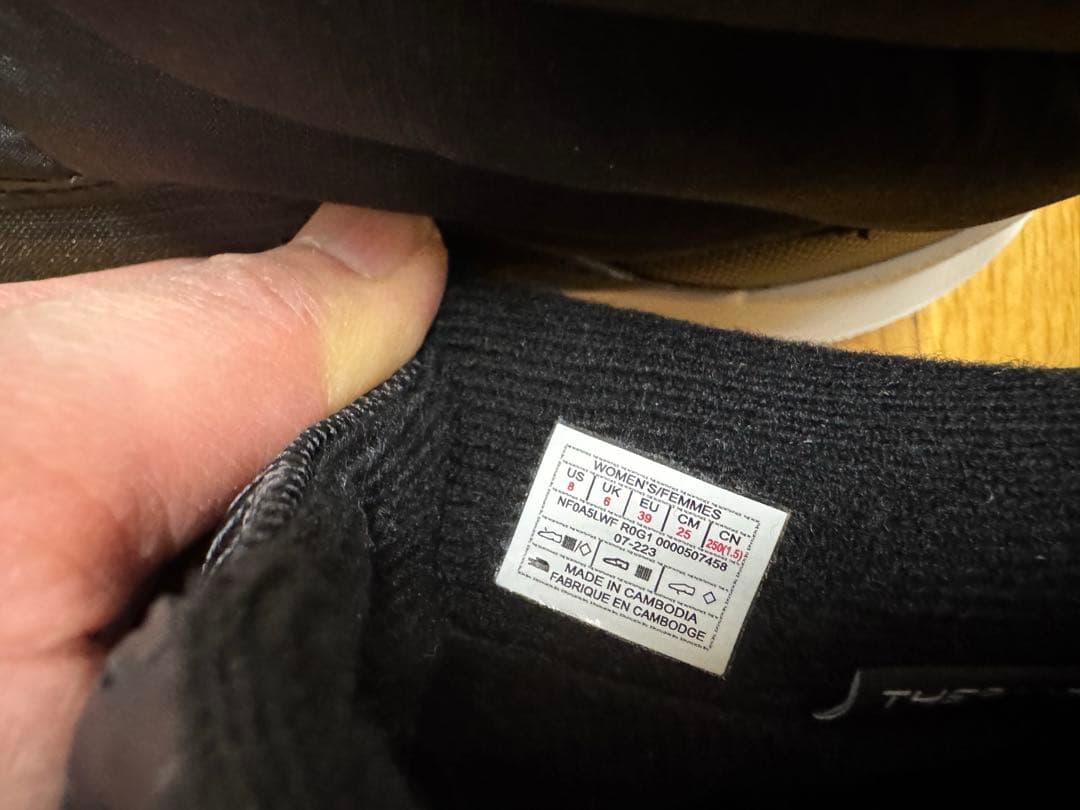 WOMEN'S/FEMMES
US UK EU CM CN
8 6 39 25 250(1.5)
NF0A5LWF R0G1 0000507458
07-223
MADE IN CAMBODIA
FABRIQUE EN CAMBODGE